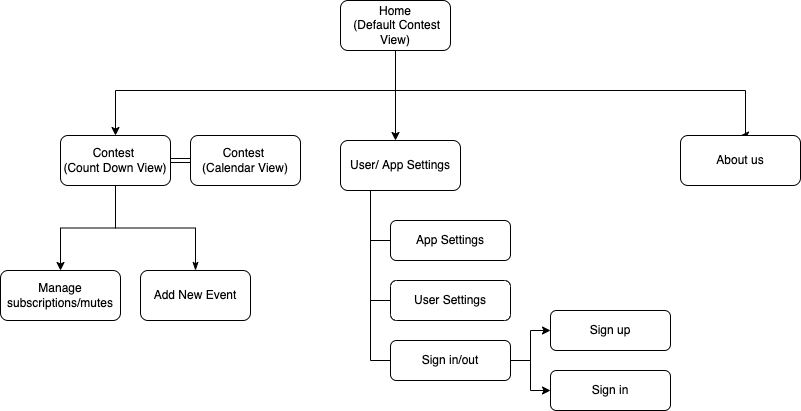 Home
(Default Contest
View)
Contest
(Count Down View)
Contest
(Calendar View)
User/ App Settings
About us
App Settings
Manage
subscriptions/mutes
Add New Event
User Settings
Sign up
Sign in/out
Sign in